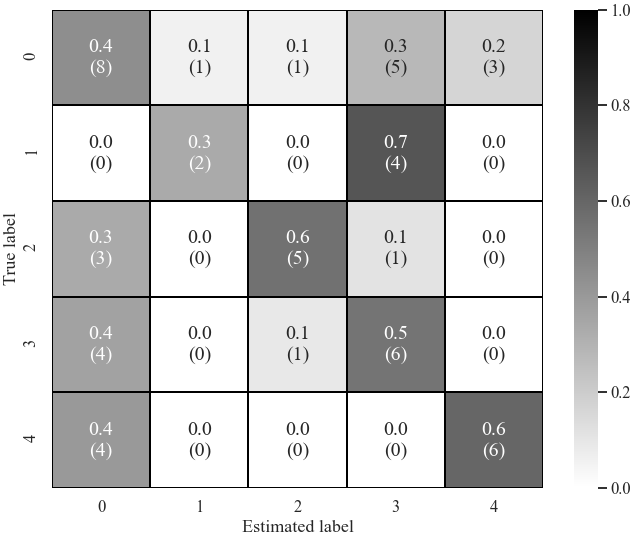 0.4 0.1 0.1 0.3 0.2
(8) (1) (1) (5) (3)
0
0.0 0.3 0.0 0.7 0.0
(0) (2) (0) (4) (0)
1
0.3 0.0 0.6 0.1 0.0
(3) (0) (5) (1) (0)
2
True label
0.4 0.0 0.1 0.5 0.0
(4) (0) (1) (6) (0)
3
0.4 0.0 0.0 0.0 0.6
(4) (0) (0) (0) (6)
4
0 1 2 3 4
Estimated label
1.0
0.8
0.6
0.4
0.2
0.0